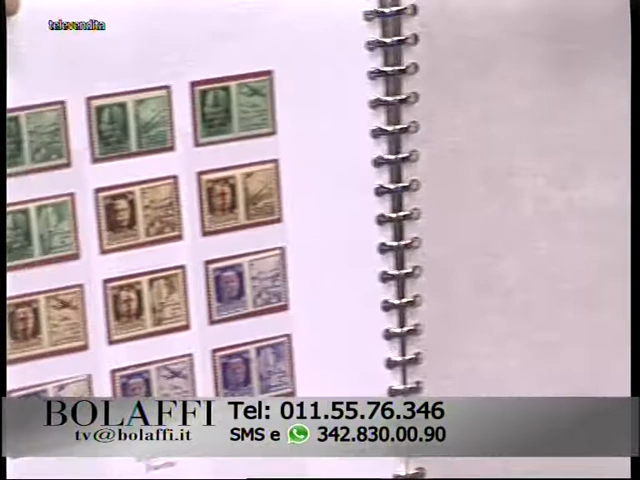 televendita
BOLAFFI
tv@bolaffi.it
Tel: 011.55.76.346
SMS e 342.830.00.90